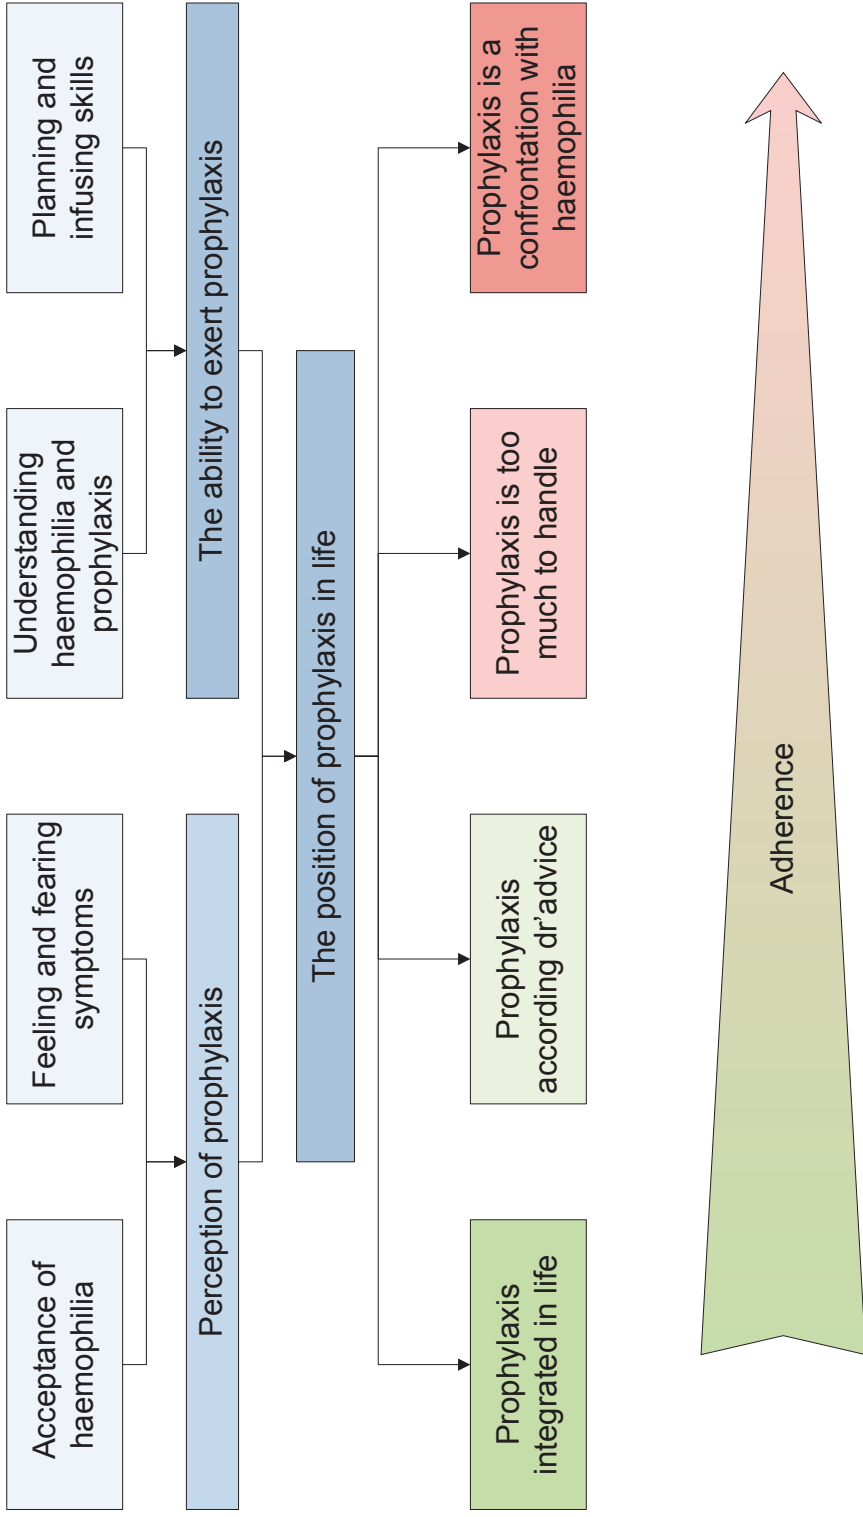 Acceptance of
haemophilia
Feeling and fearing
symptoms
Understanding
haemophilia and
prophylaxis
Planning and
infusing skills
Perception of prophylaxis
The ability to exert prophylaxis
The position of prophylaxis in life
Prophylaxis
integrated in life
Prophylaxis
according dr'advice
Prophylaxis is too
much to handle
Prophylaxis is a
confrontation with
haemophilia
Adherence